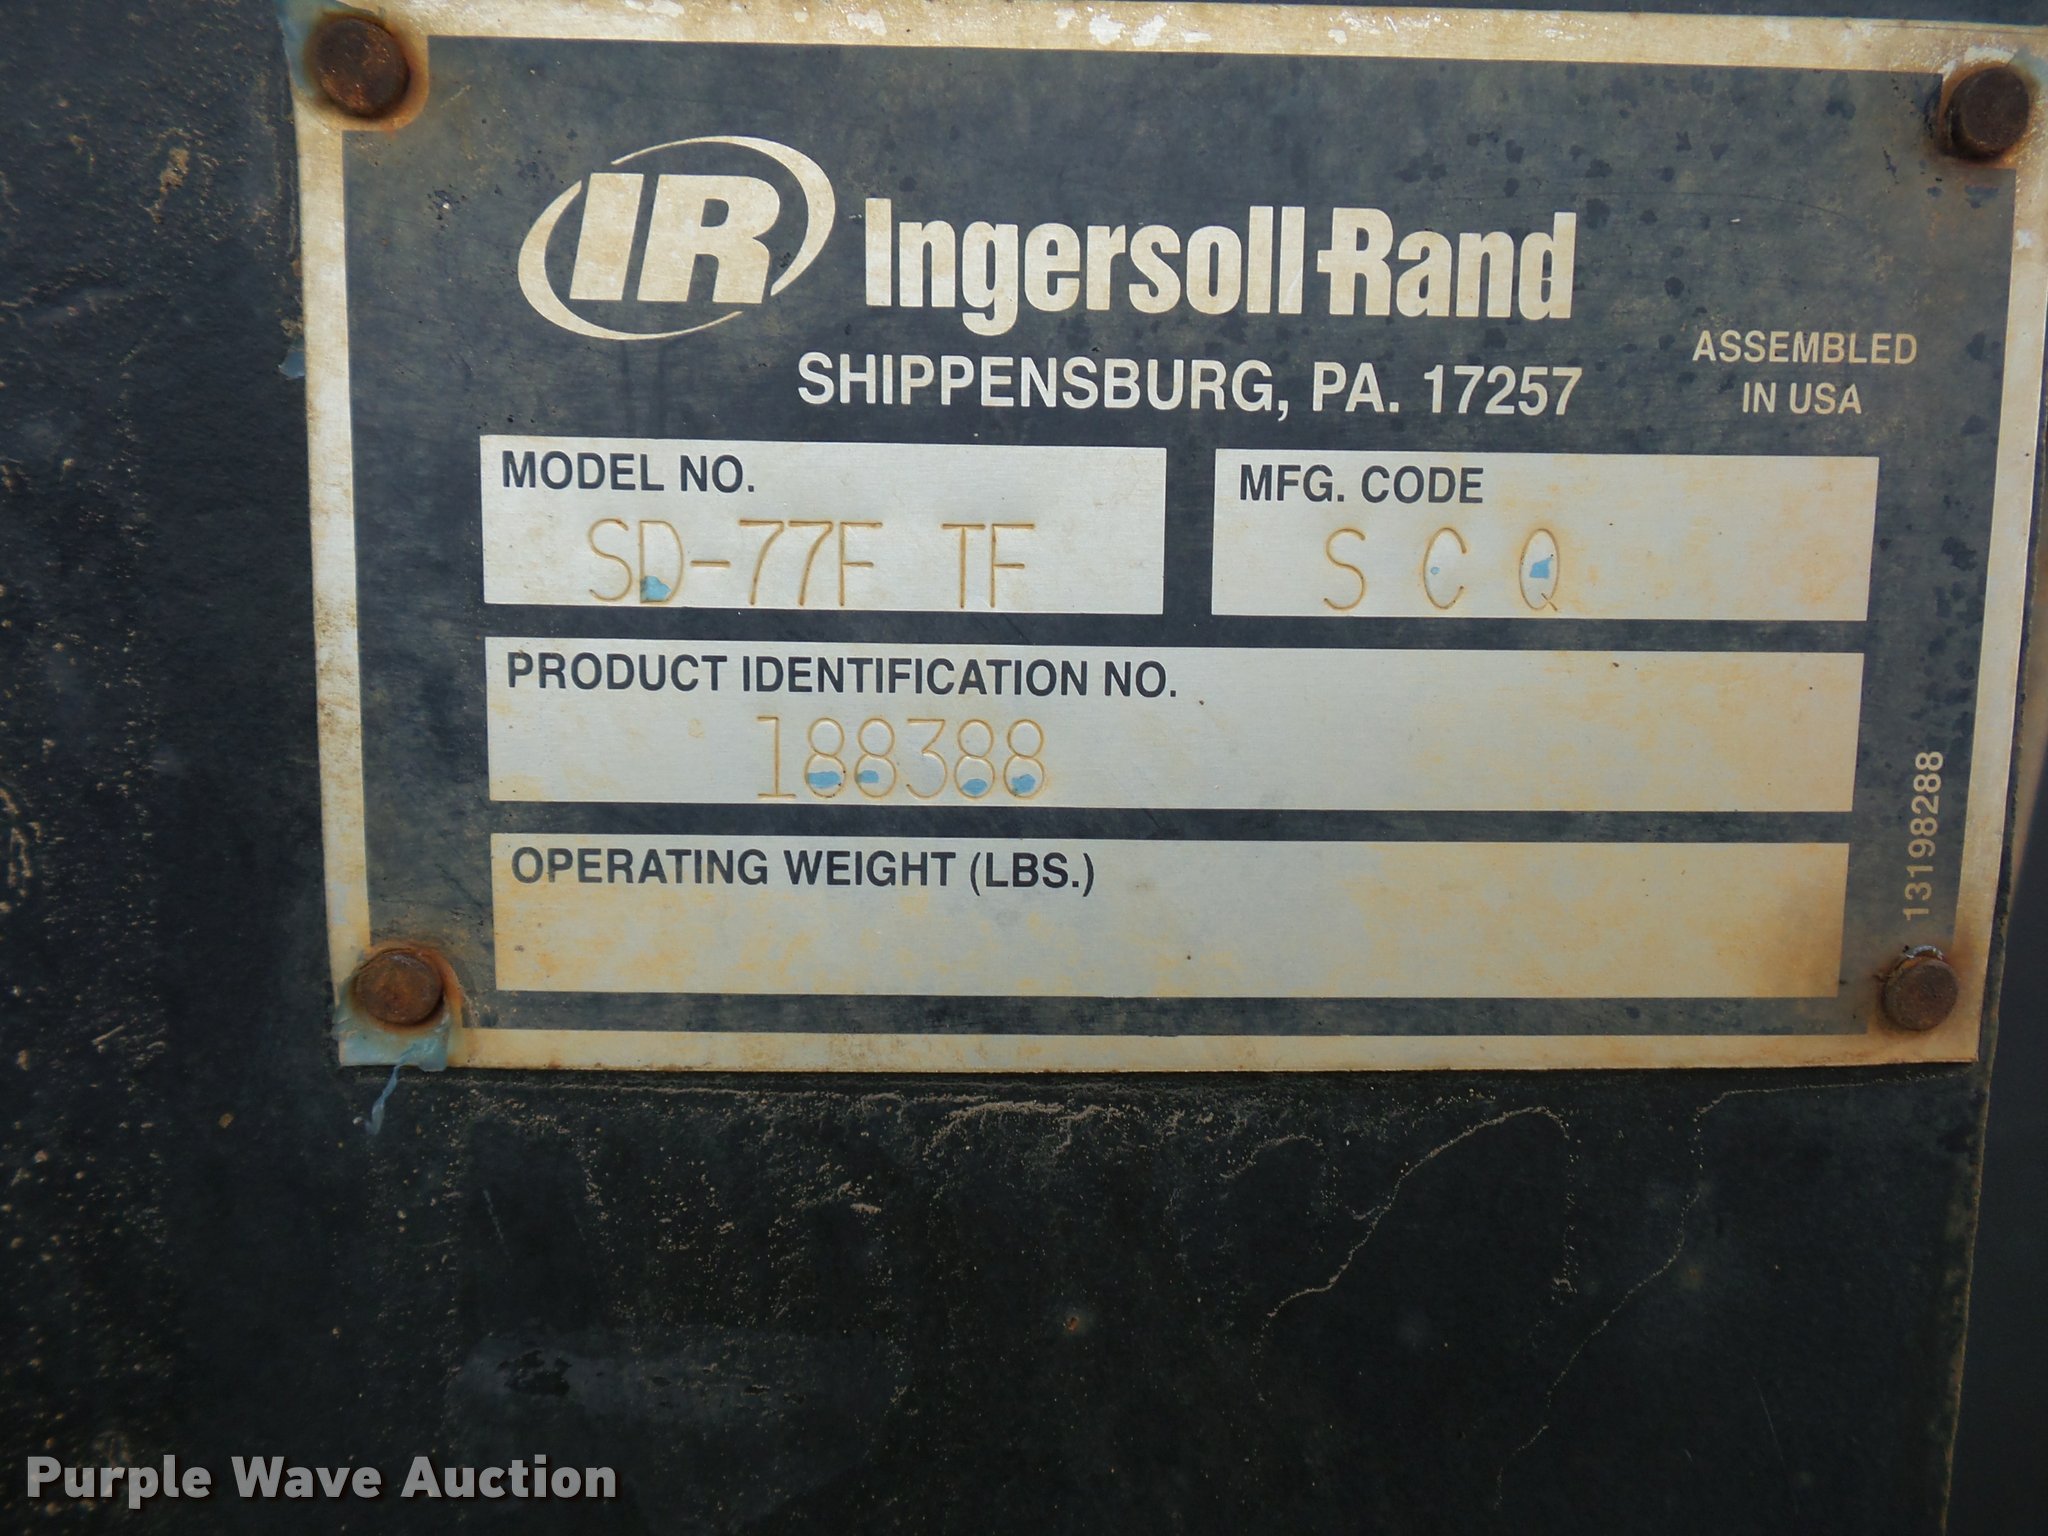 IR Ingersoll-Rand
SHIPPENSBURG, PA. 17257
ASSEMBLED
IN USA
MODEL NO.
SD-77F TF
MFG. CODE
S C Q
PRODUCT IDENTIFICATION NO.
188388
OPERATING WEIGHT (LBS.)
13198288
Purple Wave Auction